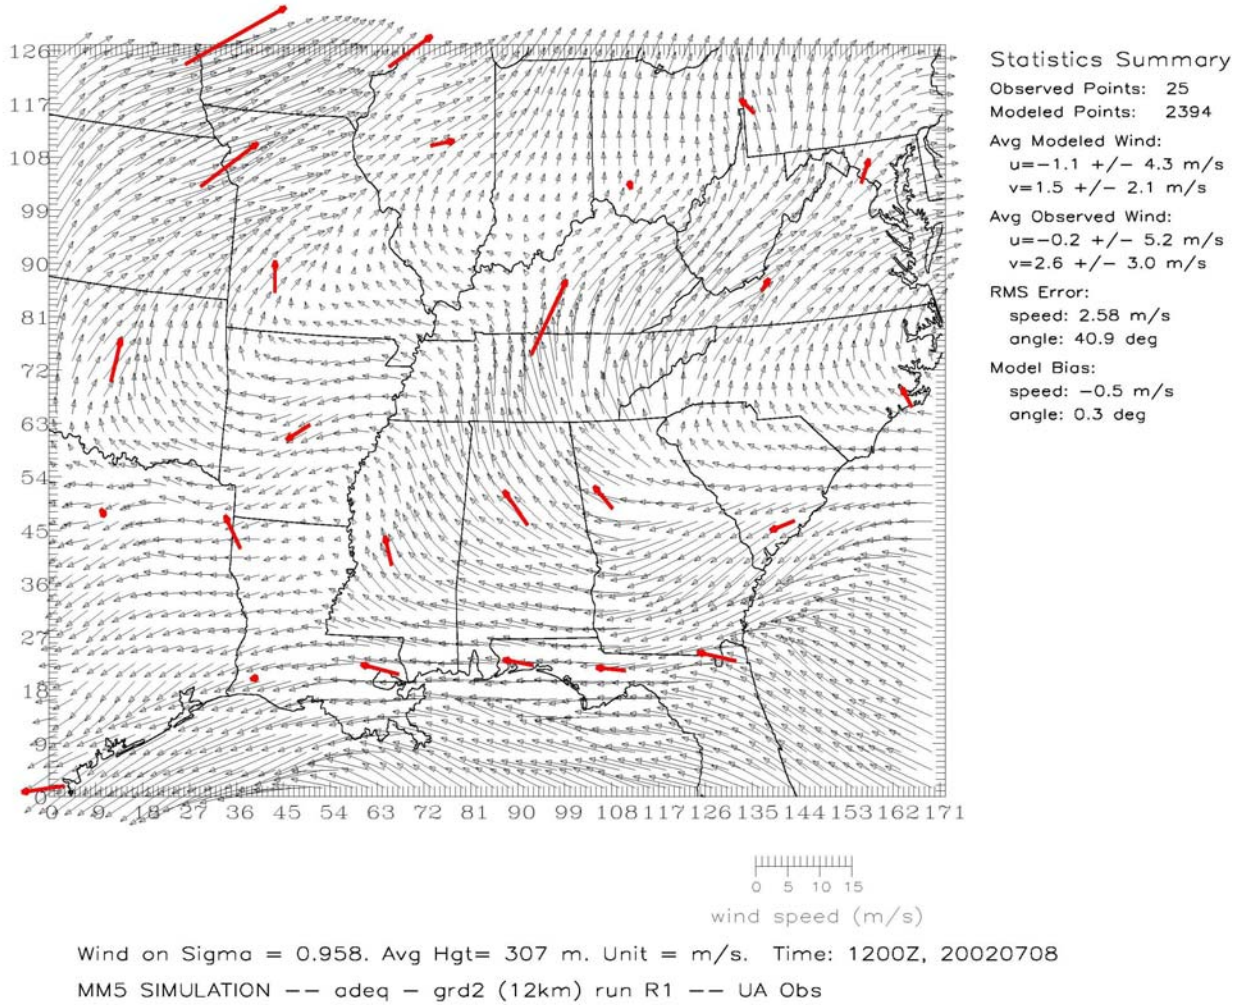 126
117
108
99
90
81
72
63
54
45
36
27
18
9
0
0 9 18 27 36 45 54 63 72 81 90 99 108 117 126 135 144 153 162 171
Statistics Summary
Observed Points: 25
Modeled Points: 2394
Avg Modeled Wind:
u=−1.1 +/− 4.3 m/s
v=1.5 +/− 2.1 m/s
Avg Observed Wind:
u=−0.2 +/− 5.2 m/s
v=2.6 +/− 3.0 m/s
RMS Error:
speed: 2.58 m/s
angle: 40.9 deg
Model Bias:
speed: −0.5 m/s
angle: 0.3 deg
0 5 10 15
wind speed (m/s)
Wind on Sigma = 0.958. Avg Hgt= 307 m. Unit = m/s. Time: 1200Z, 20020708
MM5 SIMULATION −− adeq − grd2 (12km) run R1 −− UA Obs